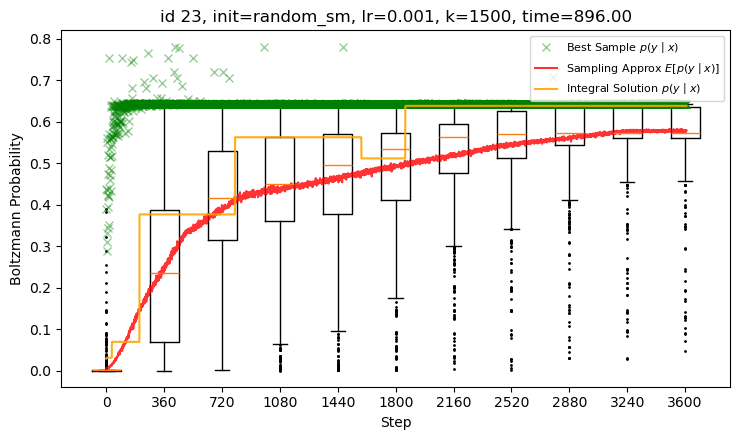 id 23, init=random_sm, lr=0.001, k=1500, time=896.00
Best Sample p(y | x)
Sampling Approx E[p(y | x)]
Integral Solution p(y | x)
Boltzmann Probability
0.8
0.7
0.6
0.5
0.4
0.3
0.2
0.1
0.0
0 360 720 1080 1440 1800 2160 2520 2880 3240 3600
Step